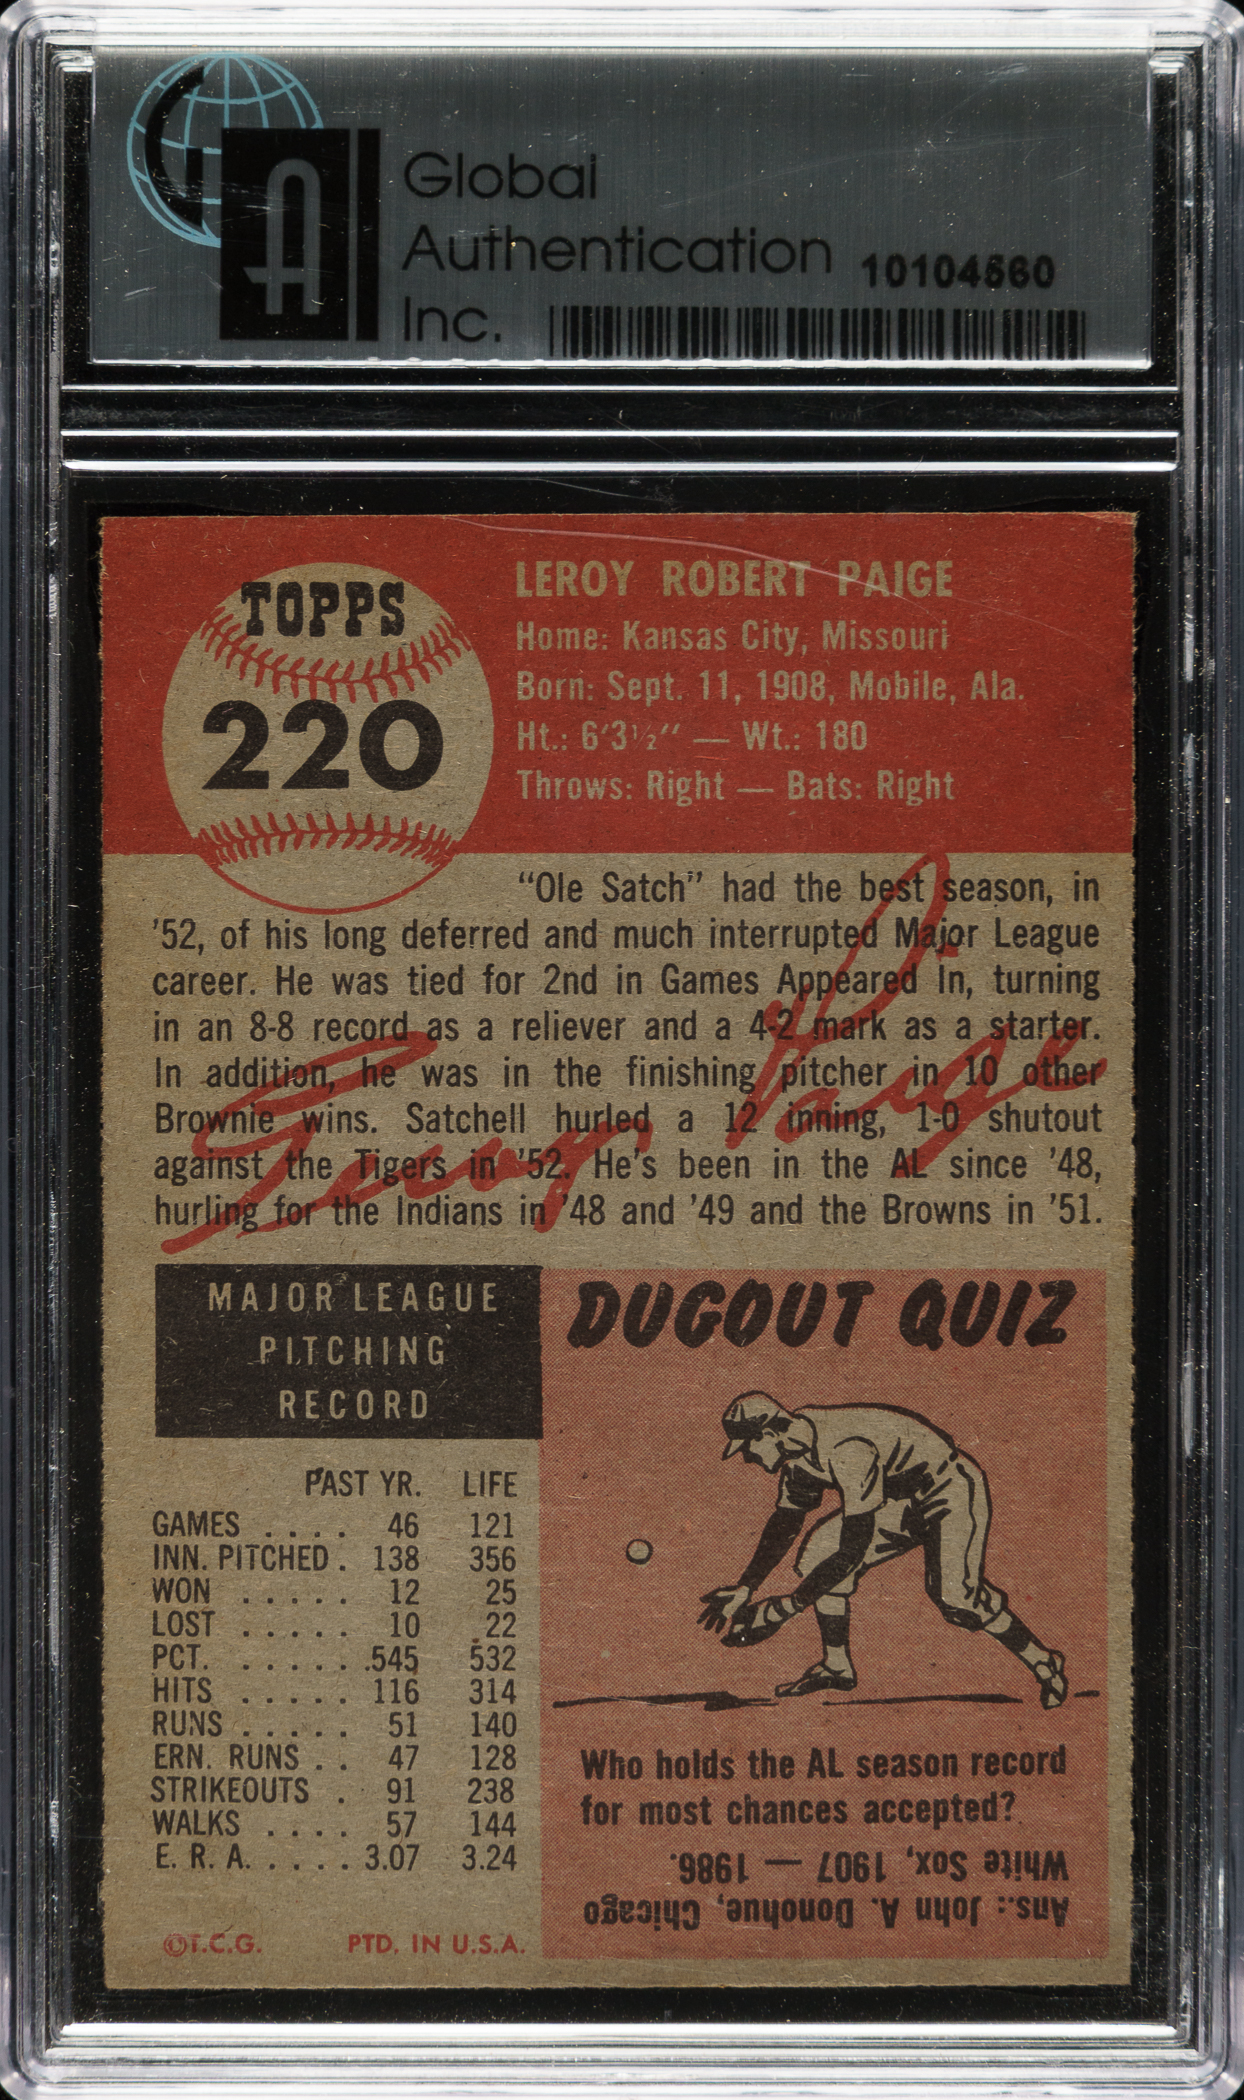 Global
Authentication
Inc.
10104560
TOPPS
220
LEROY ROBERT PAIGE
Home: Kansas City, Missouri
Born: Sept. 11, 1908, Mobile, Ala.
Ht.: 6'3½" — Wt.: 180
Throws: Right — Bats: Right
"Ole Satch" had the best season, in
'52, of his long deferred and much interrupted Major League
career. He was tied for 2nd in Games Appeared In, turning
in an 8-8 record as a reliever and a 4-2 mark as a starter.
In addition, he was in the finishing pitcher in 10 other
Brownie wins. Satchell hurled a 12 inning, 1-0 shutout
against the Tigers in '52. He's been in the AL since '48,
hurling for the Indians in '48 and '49 and the Browns in '51.
Leroy Paige
MAJOR LEAGUE
PITCHING
RECORD
PAST YR. LIFE
GAMES .... 46 121
INN. PITCHED . 138 356
WON ..... 12 25
LOST ..... 10 22
PCT. ..... .545 .532
HITS ..... 116 314
RUNS ..... 51 140
ERN. RUNS .. 47 128
STRIKEOUTS . 91 238
WALKS .... 57 144
E. R. A. .... 3.07 3.24
©T.C.G. PTD. IN U.S.A.
DUGOUT QUIZ
Who holds the AL season record
for most chances accepted?
Ans.: John A. Donohue, Chicago
White Sox, 1907 — 1986.